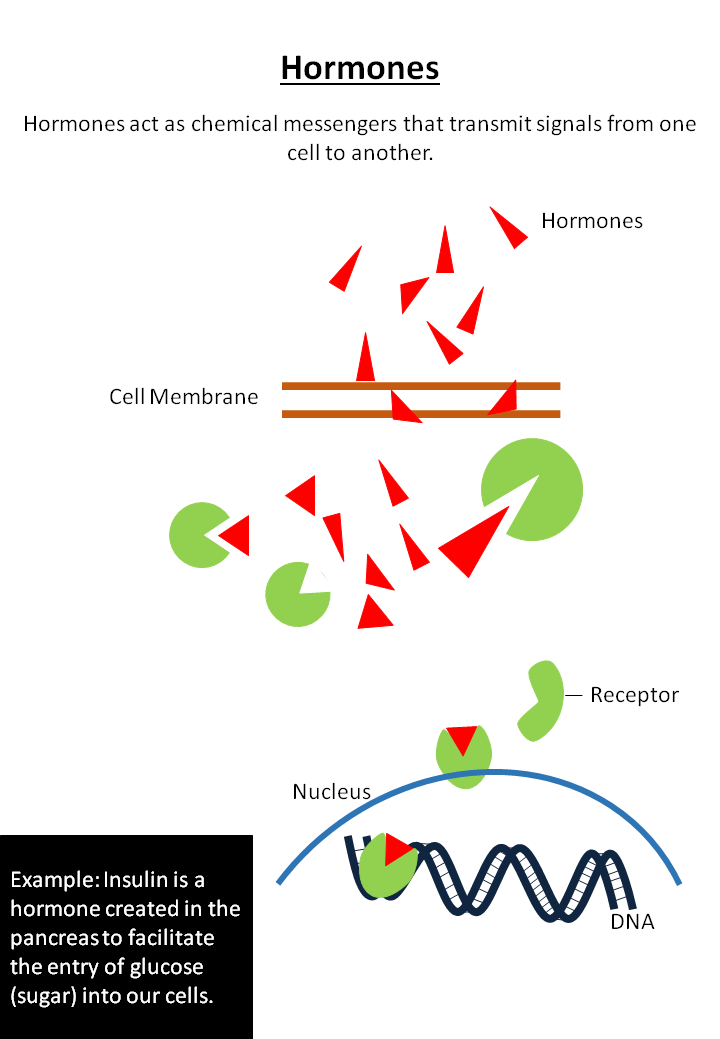 Hormones
Hormones act as chemical messengers that transmit signals from one
cell to another.
Hormones
Cell Membrane
Receptor
Nucleus
DNA
Example: Insulin is a
hormone created in the
pancreas to facilitate
the entry of glucose
(sugar) into our cells.